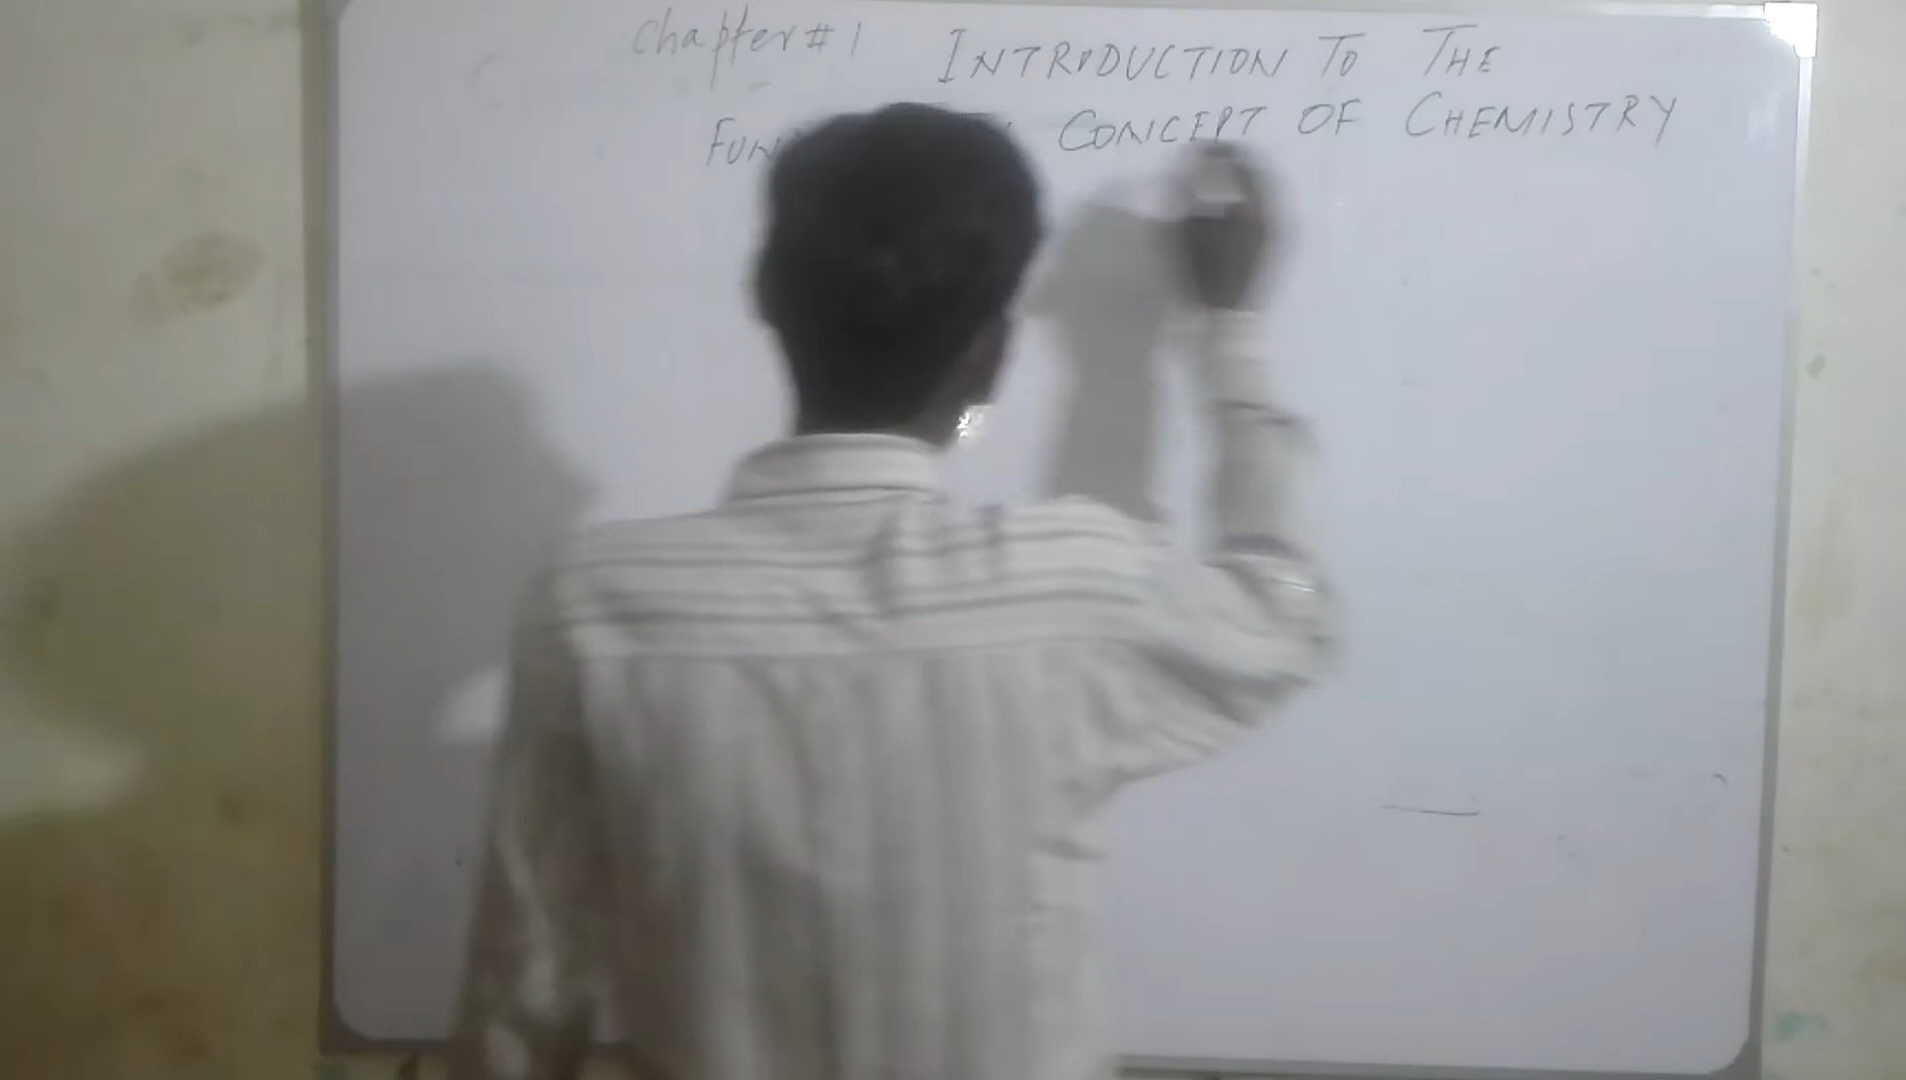 Chapter # 1 INTRODUCTION TO THE
CONCEPT OF CHEMISTRY